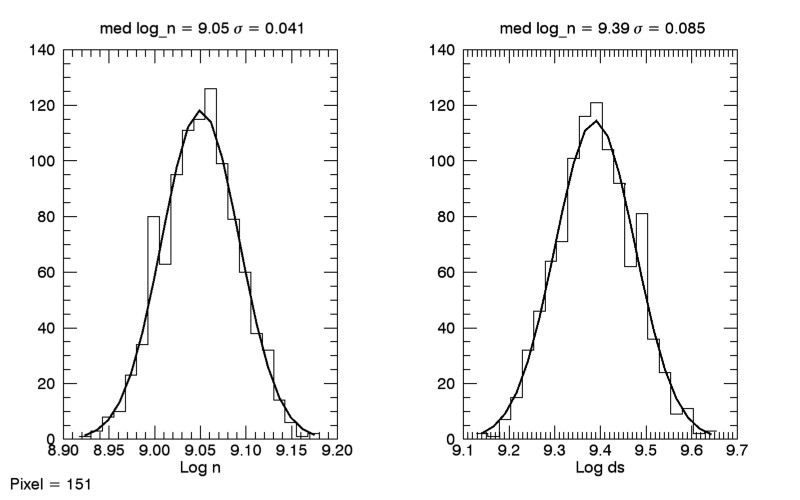 med log_n = 9.05 σ = 0.041
med log_n = 9.39 σ = 0.085
140
120
100
80
60
40
20
0
8.90 8.95 9.00 9.05 9.10 9.15 9.20
Log n
140
120
100
80
60
40
20
0
9.1 9.2 9.3 9.4 9.5 9.6 9.7
Log ds
Pixel = 151